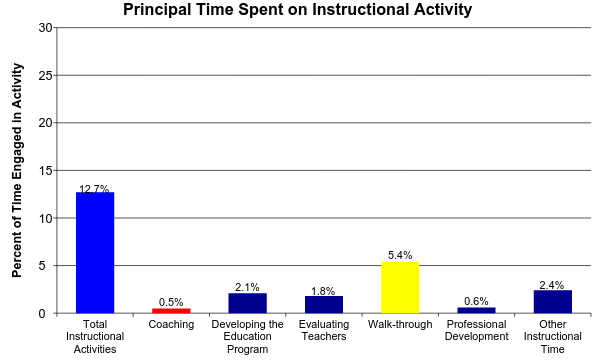 Principal Time Spent on Instructional Activity
Percent of Time Engaged in Activity
30
25
20
15
10
5
0
12.7%
0.5%
2.1%
1.8%
5.4%
0.6%
2.4%
Total
Instructional
Activities
Coaching
Developing the
Education
Program
Evaluating
Teachers
Walk-through
Professional
Development
Other
Instructional
Time